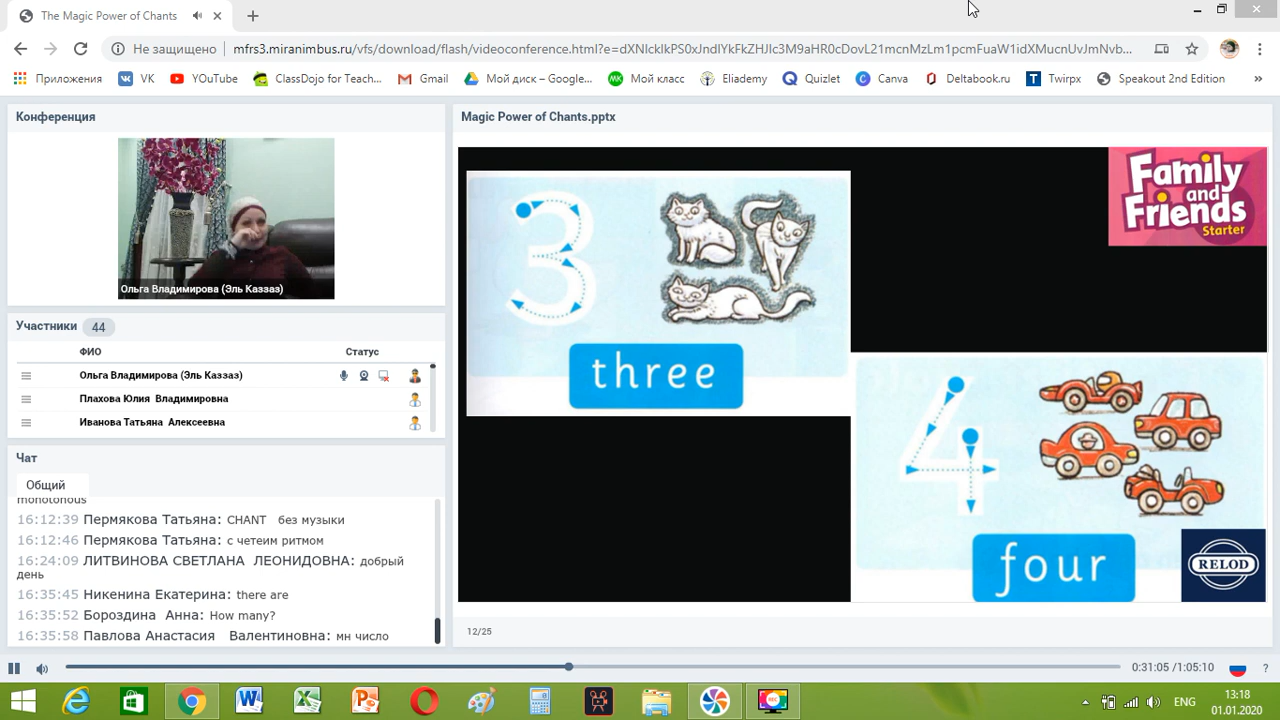 The Magic Power of Chants
Не защищено
mfrs3.miranimbus.ru/vfs/download/flash/videoconference.html?e=
Приложения
VK
YOUTube
ClassDojo for Teach...
Gmail
Мой диск – Google...
Мой класс
Eliademy
Quizlet
Canva
Deltabook.ru
Twirpx
Speakout 2nd Edition
»
Конференция
Ольга Владимирова (Эль Каззаз)
Участники 44
ФИО Статус
Ольга Владимирова (Эль Каззаз)
Плахова Юлия Владимировна
Иванова Татьяна Алексеевна
Чат
Общий
monotonous
16:12:39 Пермякова Татьяна: CHANT без музыки
16:12:46 Пермякова Татьяна: с четеим ритмом
16:24:09 ЛИТВИНОВА СВЕТЛАНА ЛЕОНИДОВНА: добрый
день
16:35:45 Никенина Екатерина: there are
16:35:52 Бороздина Анна: How many?
16:35:58 Павлова Анастасия Валентиновна: мн число
Magic Power of Chants.pptx
3
three
Family
and
Friends
Starter
4
four
RELOD
12/25
0:31:05 /1:05:10
?
ENG
13:18
01.01.2020